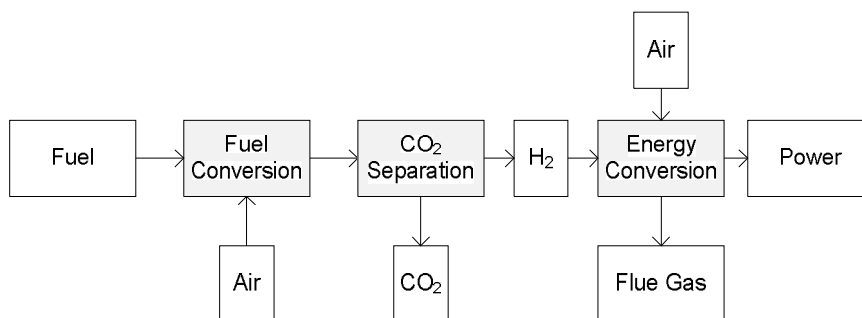 Air
Fuel
Fuel
Conversion
CO₂
Separation
H₂
Energy
Conversion
Power
Air
CO₂
Flue Gas